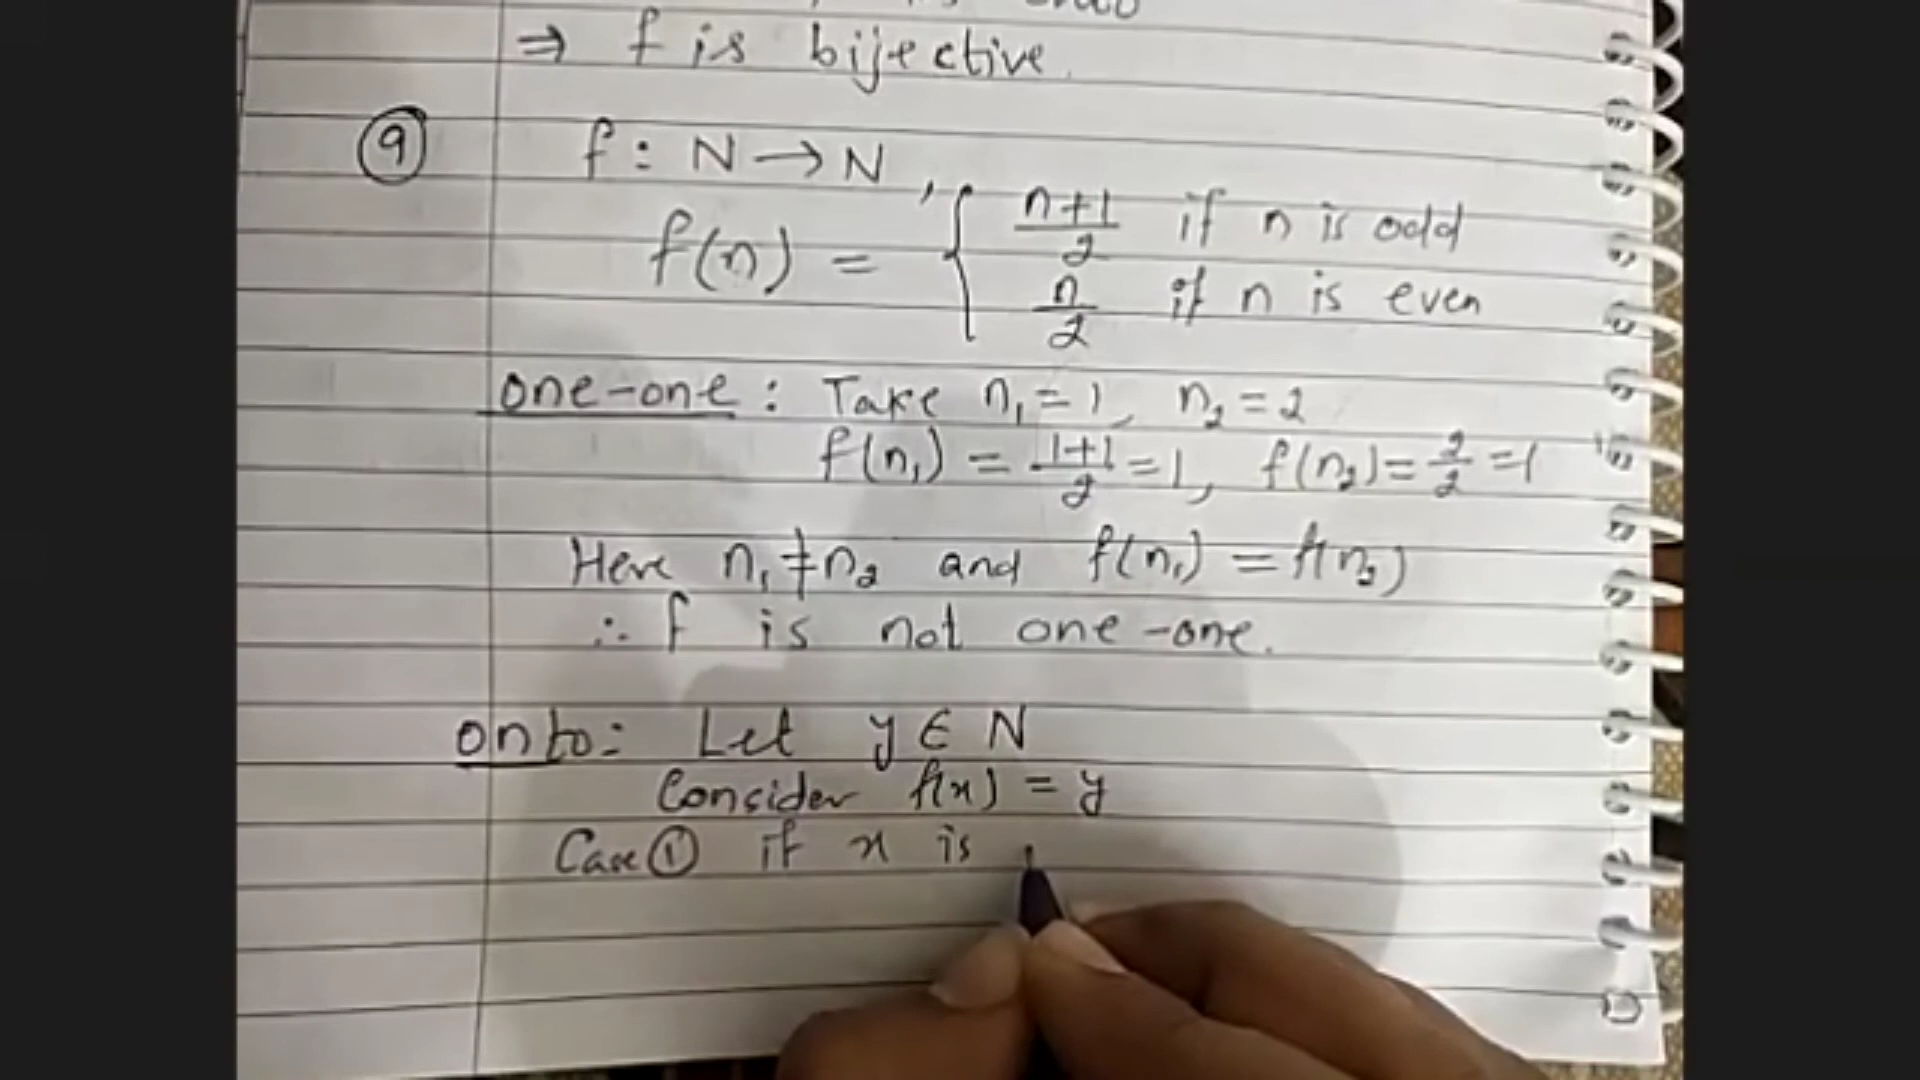 ⇒ f is bijective.
⑨ f : N → N ,
f(n) = { n+1/2 if n is odd
n/2 if n is even
one-one : Take n₁ = 1, n₂ = 2
f(n₁) = 1+1/2 = 1, f(n₂) = 2/2 = 1
Here n₁ ≠ n₂ and f(n₁) = f(n₂)
∴ f is not one-one.
onto : Let y ∈ N
Consider f(x) = y
Case ① if x is